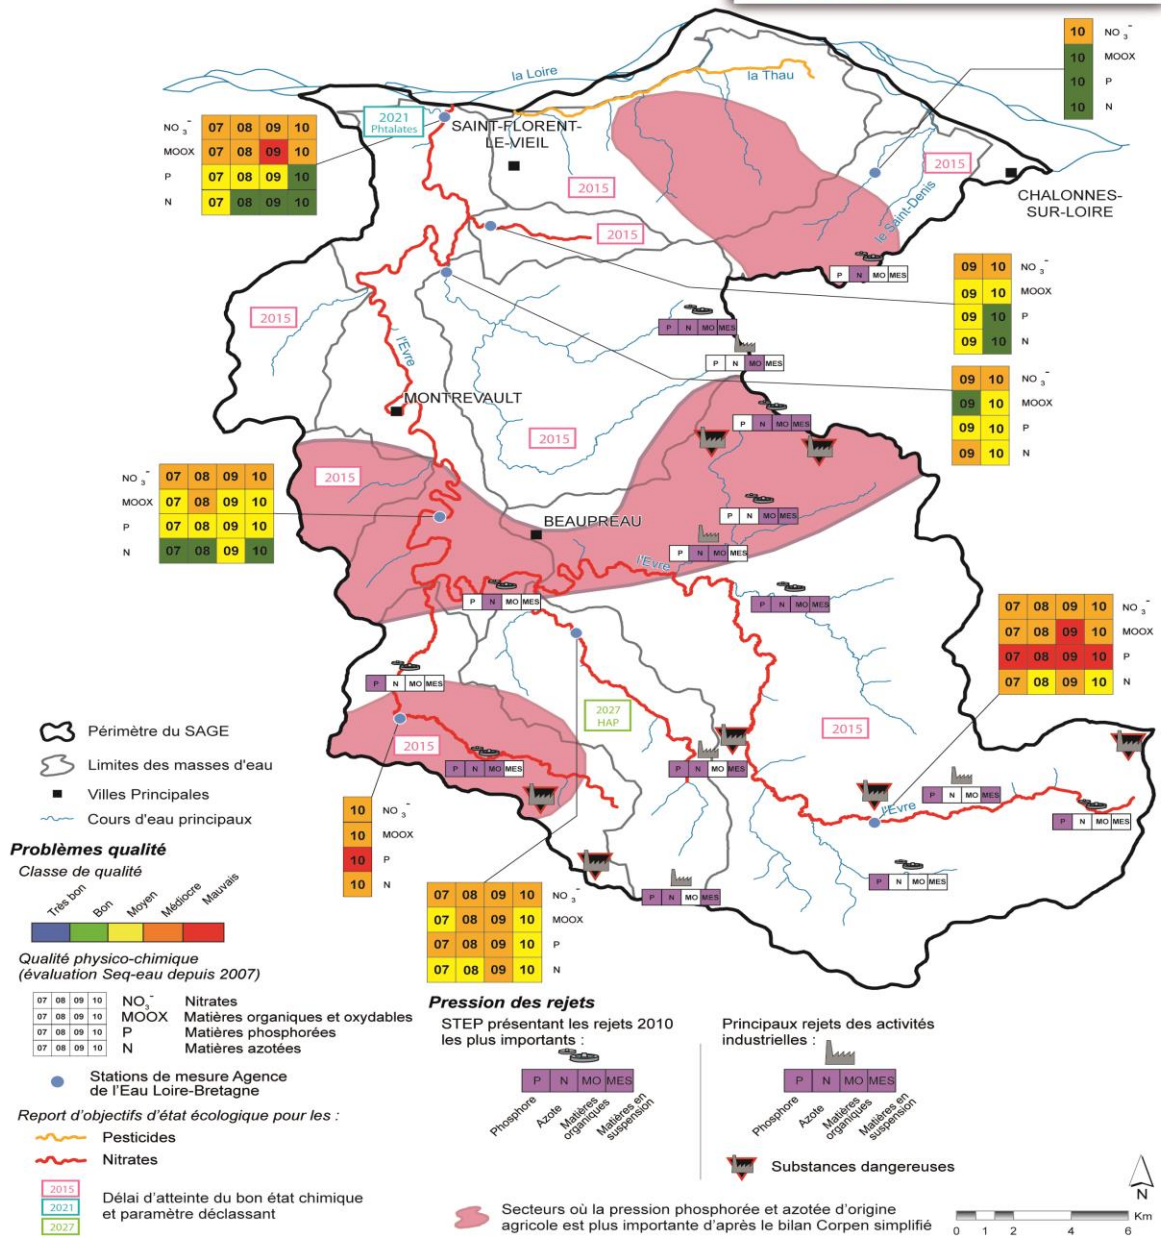 10 NO3-
10 MOOX
10 P
10 N
la Loire
la Thau
2021
Phtalates
SAINT-FLORENT-
LE-VIEIL
NO3- 07 08 09 10
MOOX 07 08 09 10
P 07 08 09 10
N 07 08 09 10
2015
2015
CHALONNES-
SUR-LOIRE
le Saint-Denis
2015
P N MO MES
09 10 NO3-
09 10 MOOX
09 10 P
09 10 N
2015
P N MO MES
P N MO MES
l'Evre
09 10 NO3-
09 10 MOOX
09 10 P
09 10 N
MONTREVAULT
P N MO MES
2015
2015
NO3- 07 08 09 10
MOOX 07 08 09 10
P 07 08 09 10
N 07 08 09 10
P N MO MES
BEAUPREAU
P N MO MES
l'Evre
P N MO MES
P N MO MES
07 08 09 10 NO3-
07 08 09 10 MOOX
07 08 09 10 P
07 08 09 10 N
P N MO MES
2027
HAP
2015
2015
P N MO MES
P N MO MES
P N MO MES
l'Evre
P N MO MES
P N MO MES
P N MO MES
10 NO3-
10 MOOX
10 P
10 N
07 08 09 10 NO3-
07 08 09 10 MOOX
07 08 09 10 P
07 08 09 10 N
Périmètre du SAGE
Limites des masses d'eau
Villes Principales
Cours d'eau principaux
Problèmes qualité
Classe de qualité
Très bon
Bon
Moyen
Médiocre
Mauvais
Qualité physico-chimique
(évaluation Seq-eau depuis 2007)
07 08 09 10 NO3- Nitrates
07 08 09 10 MOOX Matières organiques et oxydables
07 08 09 10 P Matières phosphorées
07 08 09 10 N Matières azotées
Stations de mesure Agence
de l'Eau Loire-Bretagne
Report d'objectifs d'état écologique pour les :
Pesticides
Nitrates
2015
2021
2027
Délai d'atteinte du bon état chimique
et paramètre déclassant
Pression des rejets
STEP présentant les rejets 2010
les plus importants :
P N MO MES
Phosphore
Azote
Matières
organiques
Matières en
suspension
Principaux rejets des activités
industrielles :
P N MO MES
Phosphore
Azote
Matières
organiques
Matières en
suspension
Substances dangereuses
Secteurs où la pression phosphorée et azotée d'origine
agricole est plus importante d'après le bilan Corpen simplifié
N
Km
0 1 2 4 6